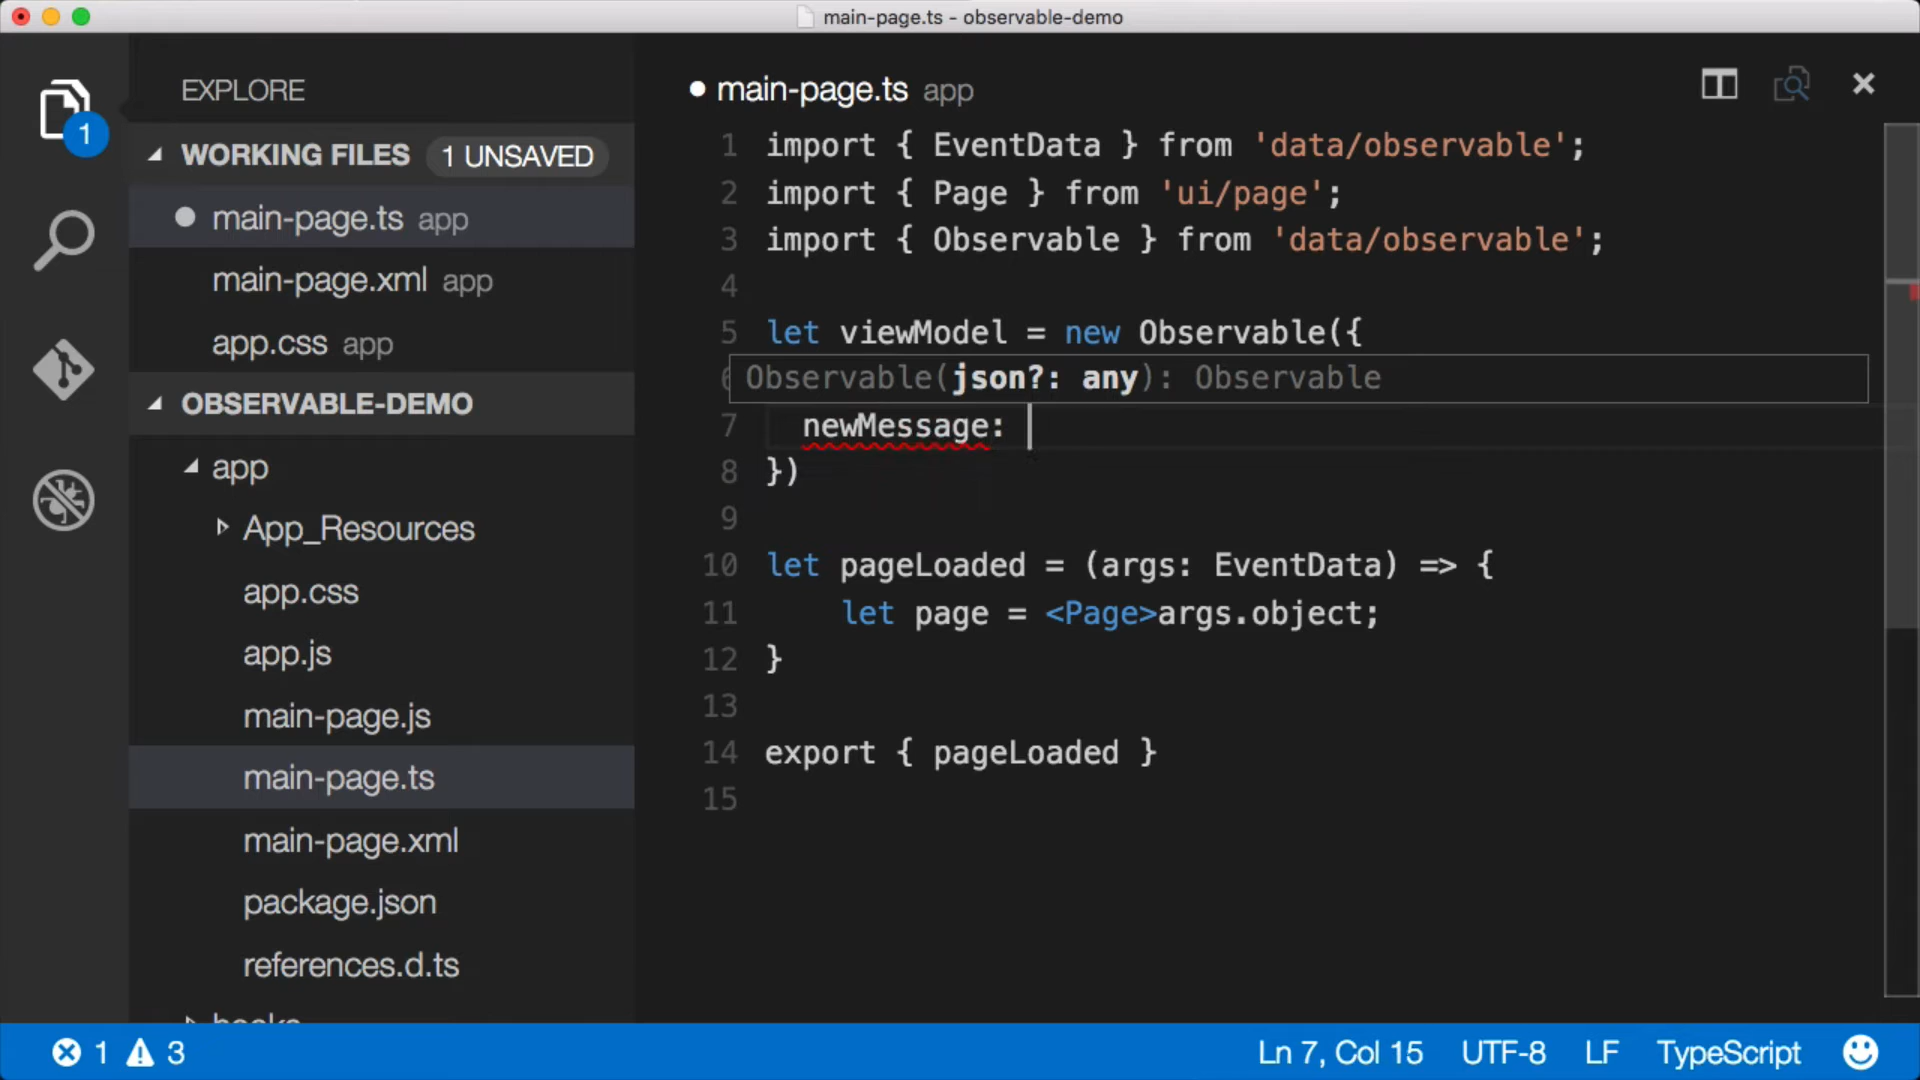 main-page.ts - observable-demo
EXPLORE
WORKING FILES 1 UNSAVED
main-page.ts app
main-page.xml app
app.css app
OBSERVABLE-DEMO
app
App_Resources
app.css
app.js
main-page.js
main-page.ts
main-page.xml
package.json
references.d.ts
1
main-page.ts app
1 import { EventData } from 'data/observable';
2 import { Page } from 'ui/page';
3 import { Observable } from 'data/observable';
4
5 let viewModel = new Observable({
Observable(json?: any): Observable
7 newMessage:
8 })
9
10 let pageLoaded = (args: EventData) => {
11 let page = <Page>args.object;
12 }
13
14 export { pageLoaded }
15
1 3
Ln 7, Col 15 UTF-8 LF TypeScript